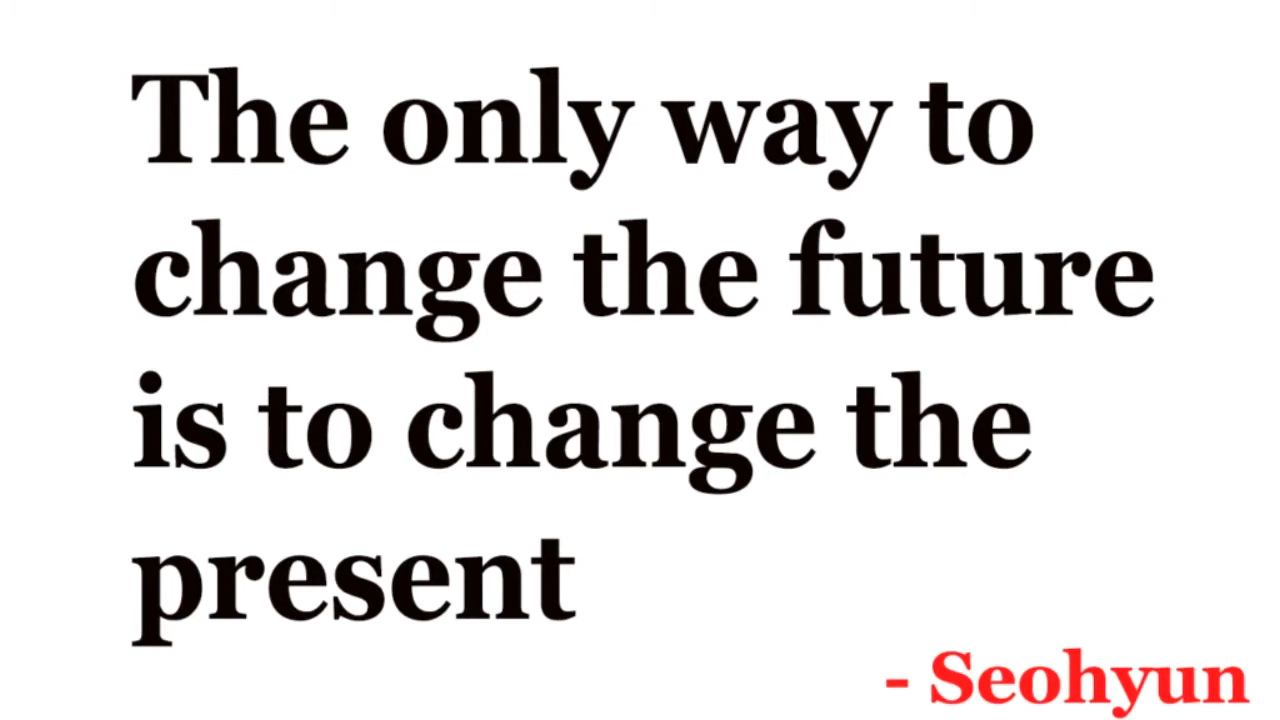 The only way to
change the future
is to change the
present
- Seohyun